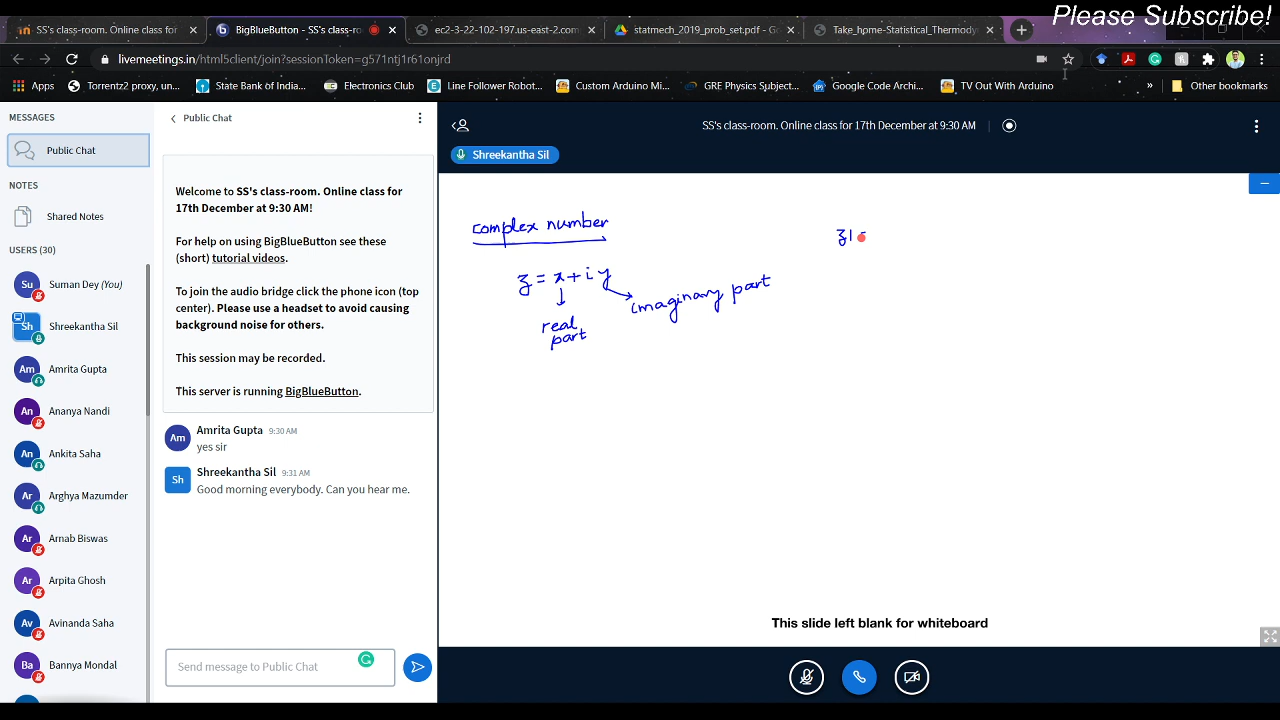 Please Subscribe!
SS's class-room. Online class for
BigBlueButton - SS's class-ro
ec2-3-22-102-197.us-east-2.com
statmech_2019_prob_set.pdf - Go
Take_hpme-Statistical_Thermody
livemeetings.in/html5client/join?sessionToken=g571ntj1r61onjrd
Apps
Torrentz2 proxy, un...
State Bank of India...
Electronics Club
Line Follower Robot...
Custom Arduino Mi...
GRE Physics Subject...
Google Code Archi...
TV Out With Arduino
»
Other bookmarks
MESSAGES
Public Chat
NOTES
Shared Notes
USERS (30)
Su
Suman Dey (You)
Sh
Shreekantha Sil
Am
Amrita Gupta
An
Ananya Nandi
An
Ankita Saha
Ar
Arghya Mazumder
Ar
Arnab Biswas
Ar
Arpita Ghosh
Av
Avinanda Saha
Ba
Bannya Mondal
Public Chat
Welcome to SS's class-room. Online class for
17th December at 9:30 AM!
For help on using BigBlueButton see these
(short) tutorial videos.
To join the audio bridge click the phone icon (top
center). Please use a headset to avoid causing
background noise for others.
This session may be recorded.
This server is running BigBlueButton.
Am
Amrita Gupta 9:30 AM
yes sir
Sh
Shreekantha Sil 9:31 AM
Good morning everybody. Can you hear me.
Send message to Public Chat
SS's class-room. Online class for 17th December at 9:30 AM
Shreekantha Sil
complex number
z1 =
z = x + i y
imaginary part
real
part
This slide left blank for whiteboard